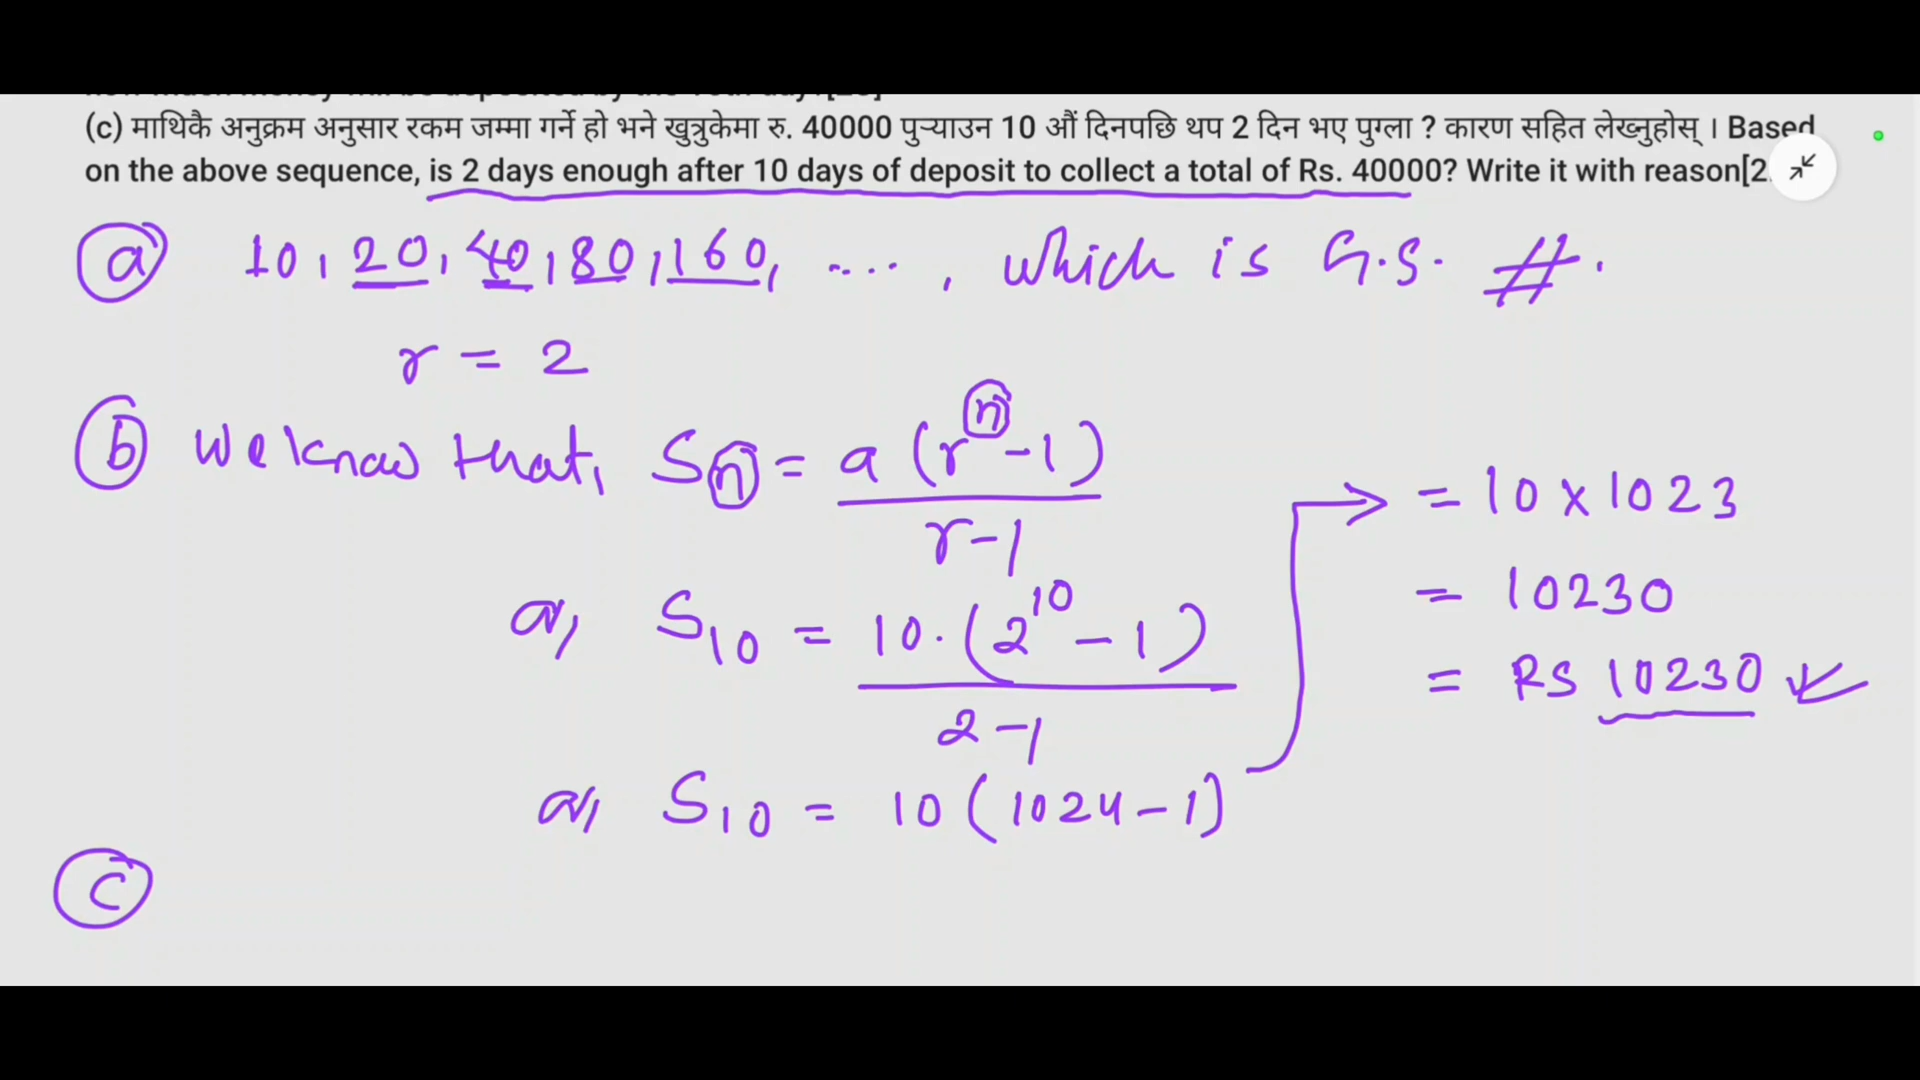 (c) माथिकै अनुक्रम अनुसार रकम जम्मा गर्ने हो भने खुत्रुकेमा रु. 40000 पुऱ्याउन 10 औं दिनपछि थप 2 दिन भए पुग्ला ? कारण सहित लेख्नुहोस् । Based
on the above sequence, is 2 days enough after 10 days of deposit to collect a total of Rs. 40000? Write it with reason[2
(a) 10, 20, 40, 80, 160, ...., which is G.S. #.
r = 2
(b) We know that, Sn = a(r^n - 1) / r-1
= 10 x 1023
or, S10 = 10.(2^10 - 1) / 2-1
= 10230
= RS 10230
or, S10 = 10(1024-1)
(c)